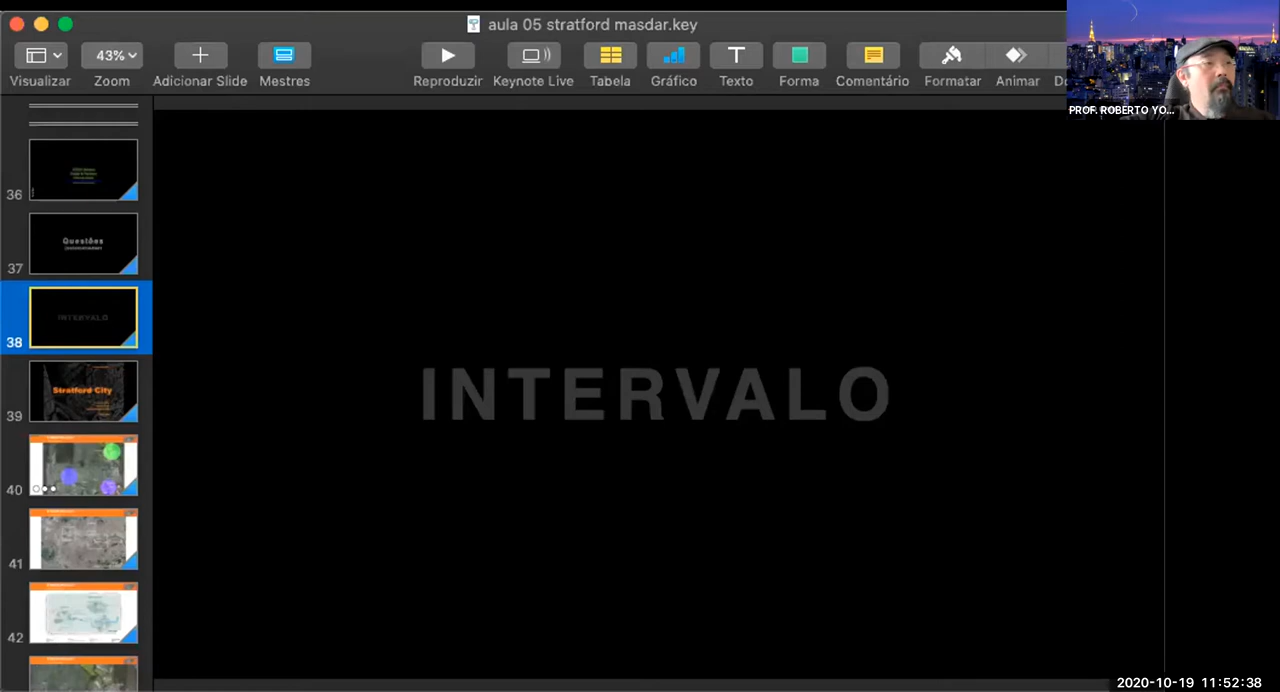 aula 05 stratford masdar.key
43%
Visualizar
Zoom
Adicionar Slide
Mestres
Reproduzir
Keynote Live
Tabela
Gráfico
Texto
Forma
Comentário
Formatar
Animar
PROF. ROBERTO YO...
36
Questões
37
INTERVALO
38
Stratford City
39
40
41
42
INTERVALO
2020-10-19 11:52:38